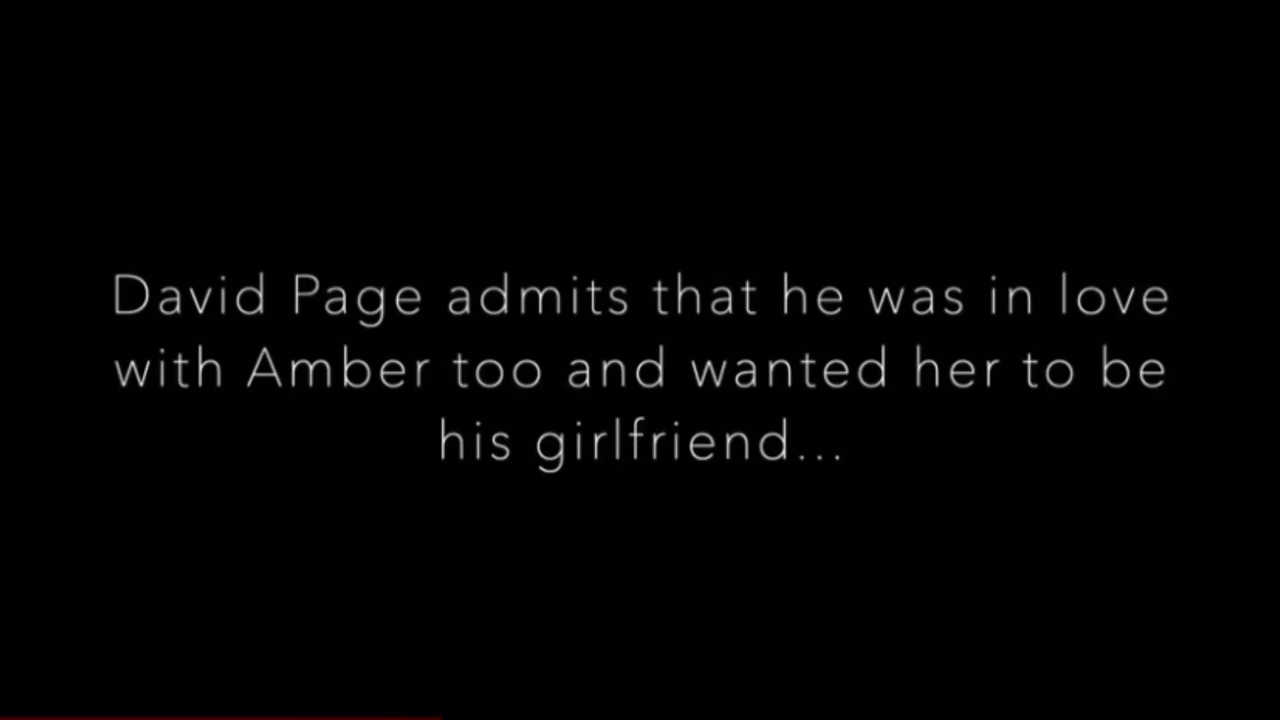 David Page admits that he was in love
with Amber too and wanted her to be
his girlfriend...